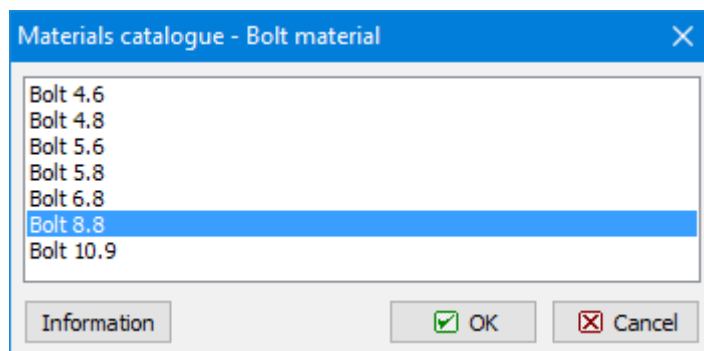 Materials catalogue - Bolt material
Bolt 4.6
Bolt 4.8
Bolt 5.6
Bolt 5.8
Bolt 6.8
Bolt 8.8
Bolt 10.9
Information OK Cancel